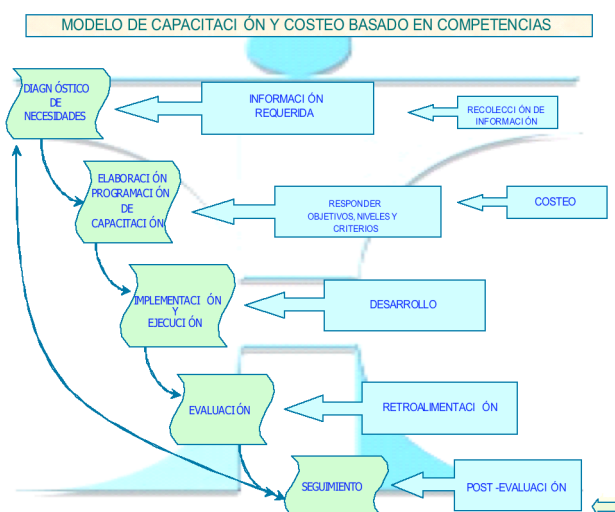 MODELO DE CAPACITACI ÓN Y COSTEO BASADO EN COMPETENCIAS
DIAGN ÓSTICO
DE
NECESIDADES
INFORMACI ÓN
REQUERIDA
RECOLECCI ÓN DE
INFORMACI ÓN
ELABORACI ÓN
PROGRAMACI ÓN
DE
CAPACITACI ÓN
RESPONDER
OBJETIVOS, NIVELES Y
CRITERIOS
COSTEO
IMPLEMENTACI ÓN
Y
EJECUCI ÓN
DESARROLLO
EVALUACI ÓN
RETROALIMENTACI ÓN
SEGUIMIENTO
POST -EVALUACI ÓN